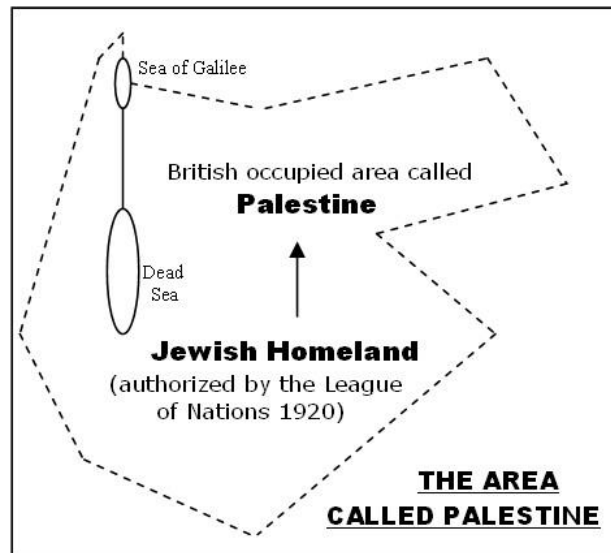 Sea of Galilee
British occupied area called
Palestine
Dead
Sea
Jewish Homeland
(authorized by the League
of Nations 1920)
THE AREA
CALLED PALESTINE